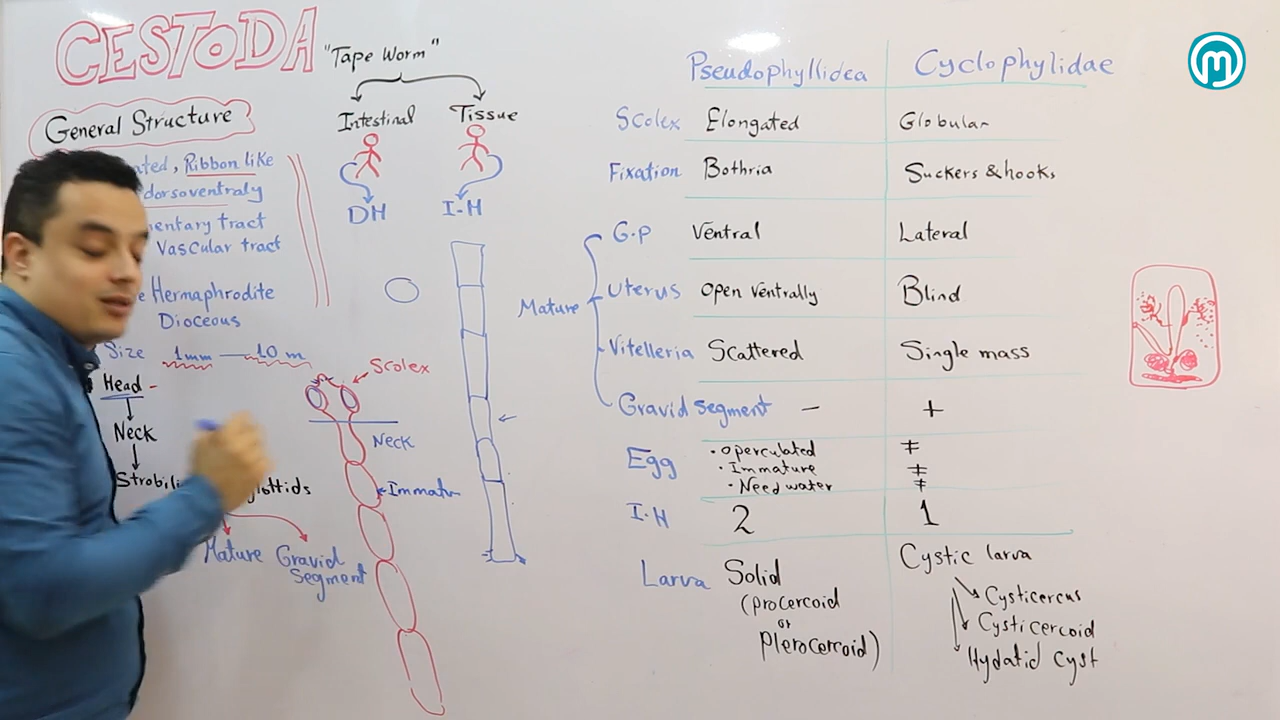 CESTODA
"Tape Worm"
Intestinal
Tissue
DH
I-H
General Structure
ated, Ribbon like
dorsoventraly
mentary tract
Vascular tract
e Hermaphrodite
Dioceous
Size 1mm — 10 m
Head -
Neck
Strobili
glottids
Mature Gravid
Segment
Scolex
Neck
Immatu
Pseudophyllidea Cyclophylidae
Scolex Elongated Globular
Fixation Bothria Suckers & hooks
Mature
G.p Ventral Lateral
Uterus open ventrally Blind
Vitelleria Scattered Single mass
Gravid segment - +
Egg
• operculated ≠
• Immature ≠
• Need water ≠
I.H 2 1
Larva Solid
(procercoid
or
Plerocercoid)
Cystic larva
Cysticercus
Cysticercoid
Hydatid Cyst